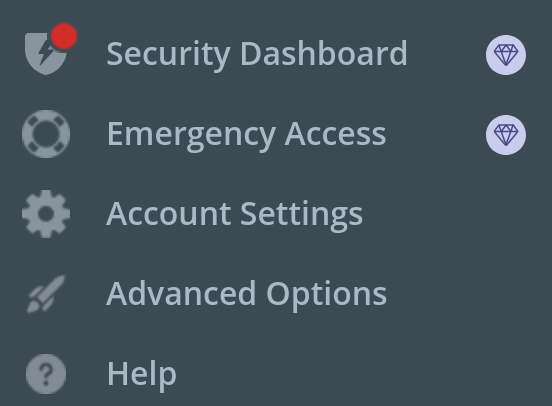 Security Dashboard
Emergency Access
Account Settings
Advanced Options
Help